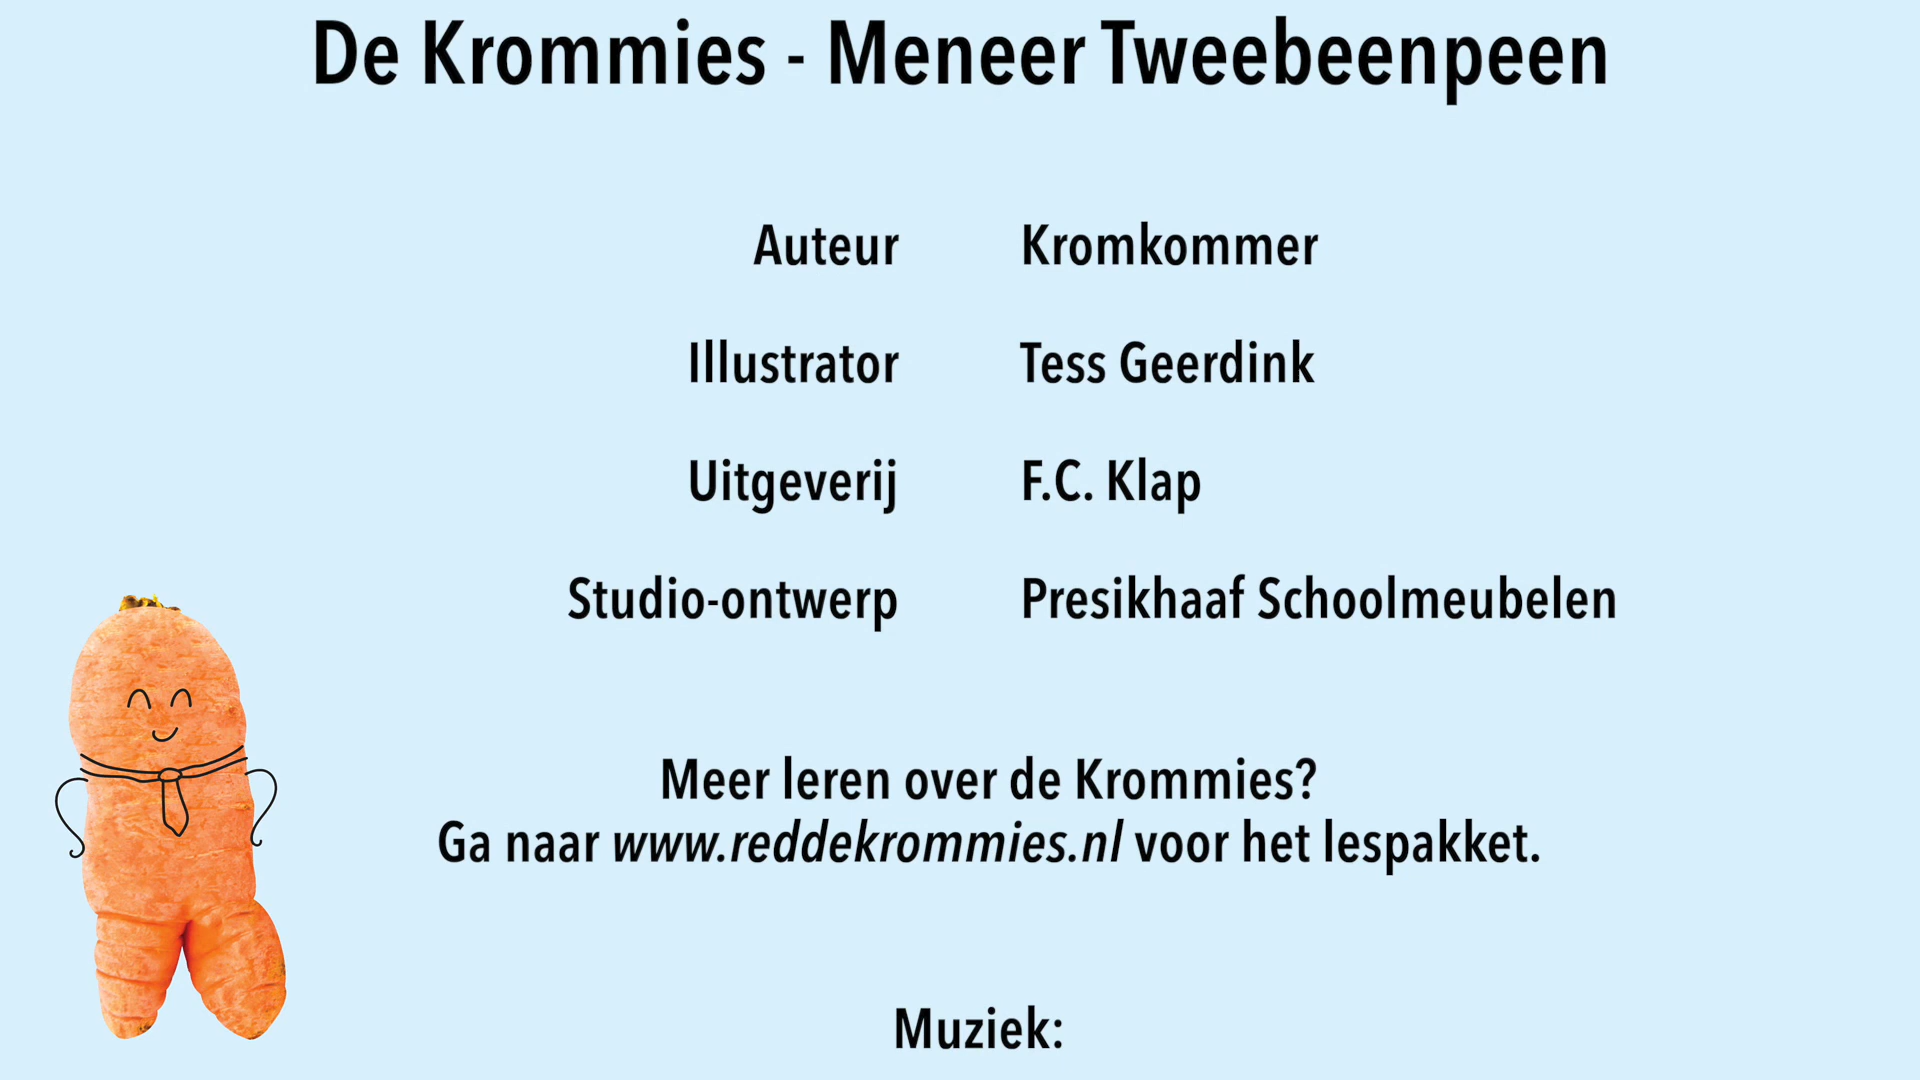 De Krommies - Meneer Tweebeenpeen
Auteur Kromkommer
Illustrator Tess Geerdink
Uitgeverij F.C. Klap
Studio-ontwerp Presikhaaf Schoolmeubelen
Meer leren over de Krommies?
Ga naar www.reddekrommies.nl voor het lespakket.
Muziek: